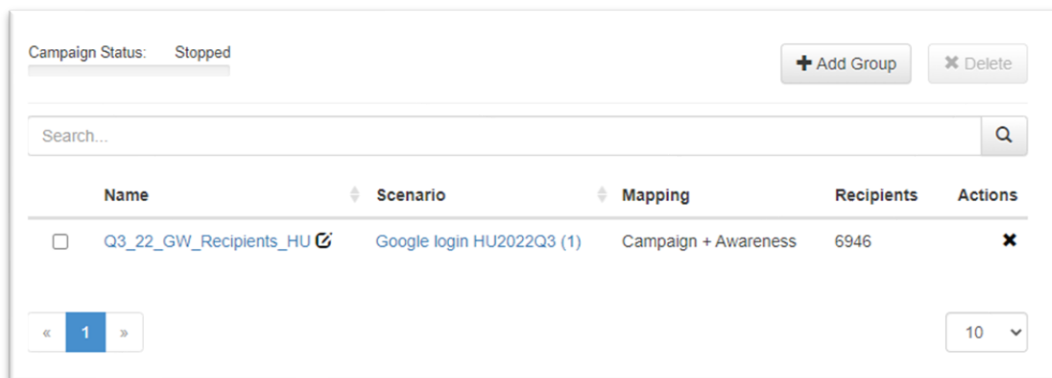 Campaign Status: Stopped
Add Group
Delete
Search...
Name Scenario Mapping Recipients Actions
Q3_22_GW_Recipients_HU Google login HU2022Q3 (1) Campaign + Awareness 6946
« 1 » 10